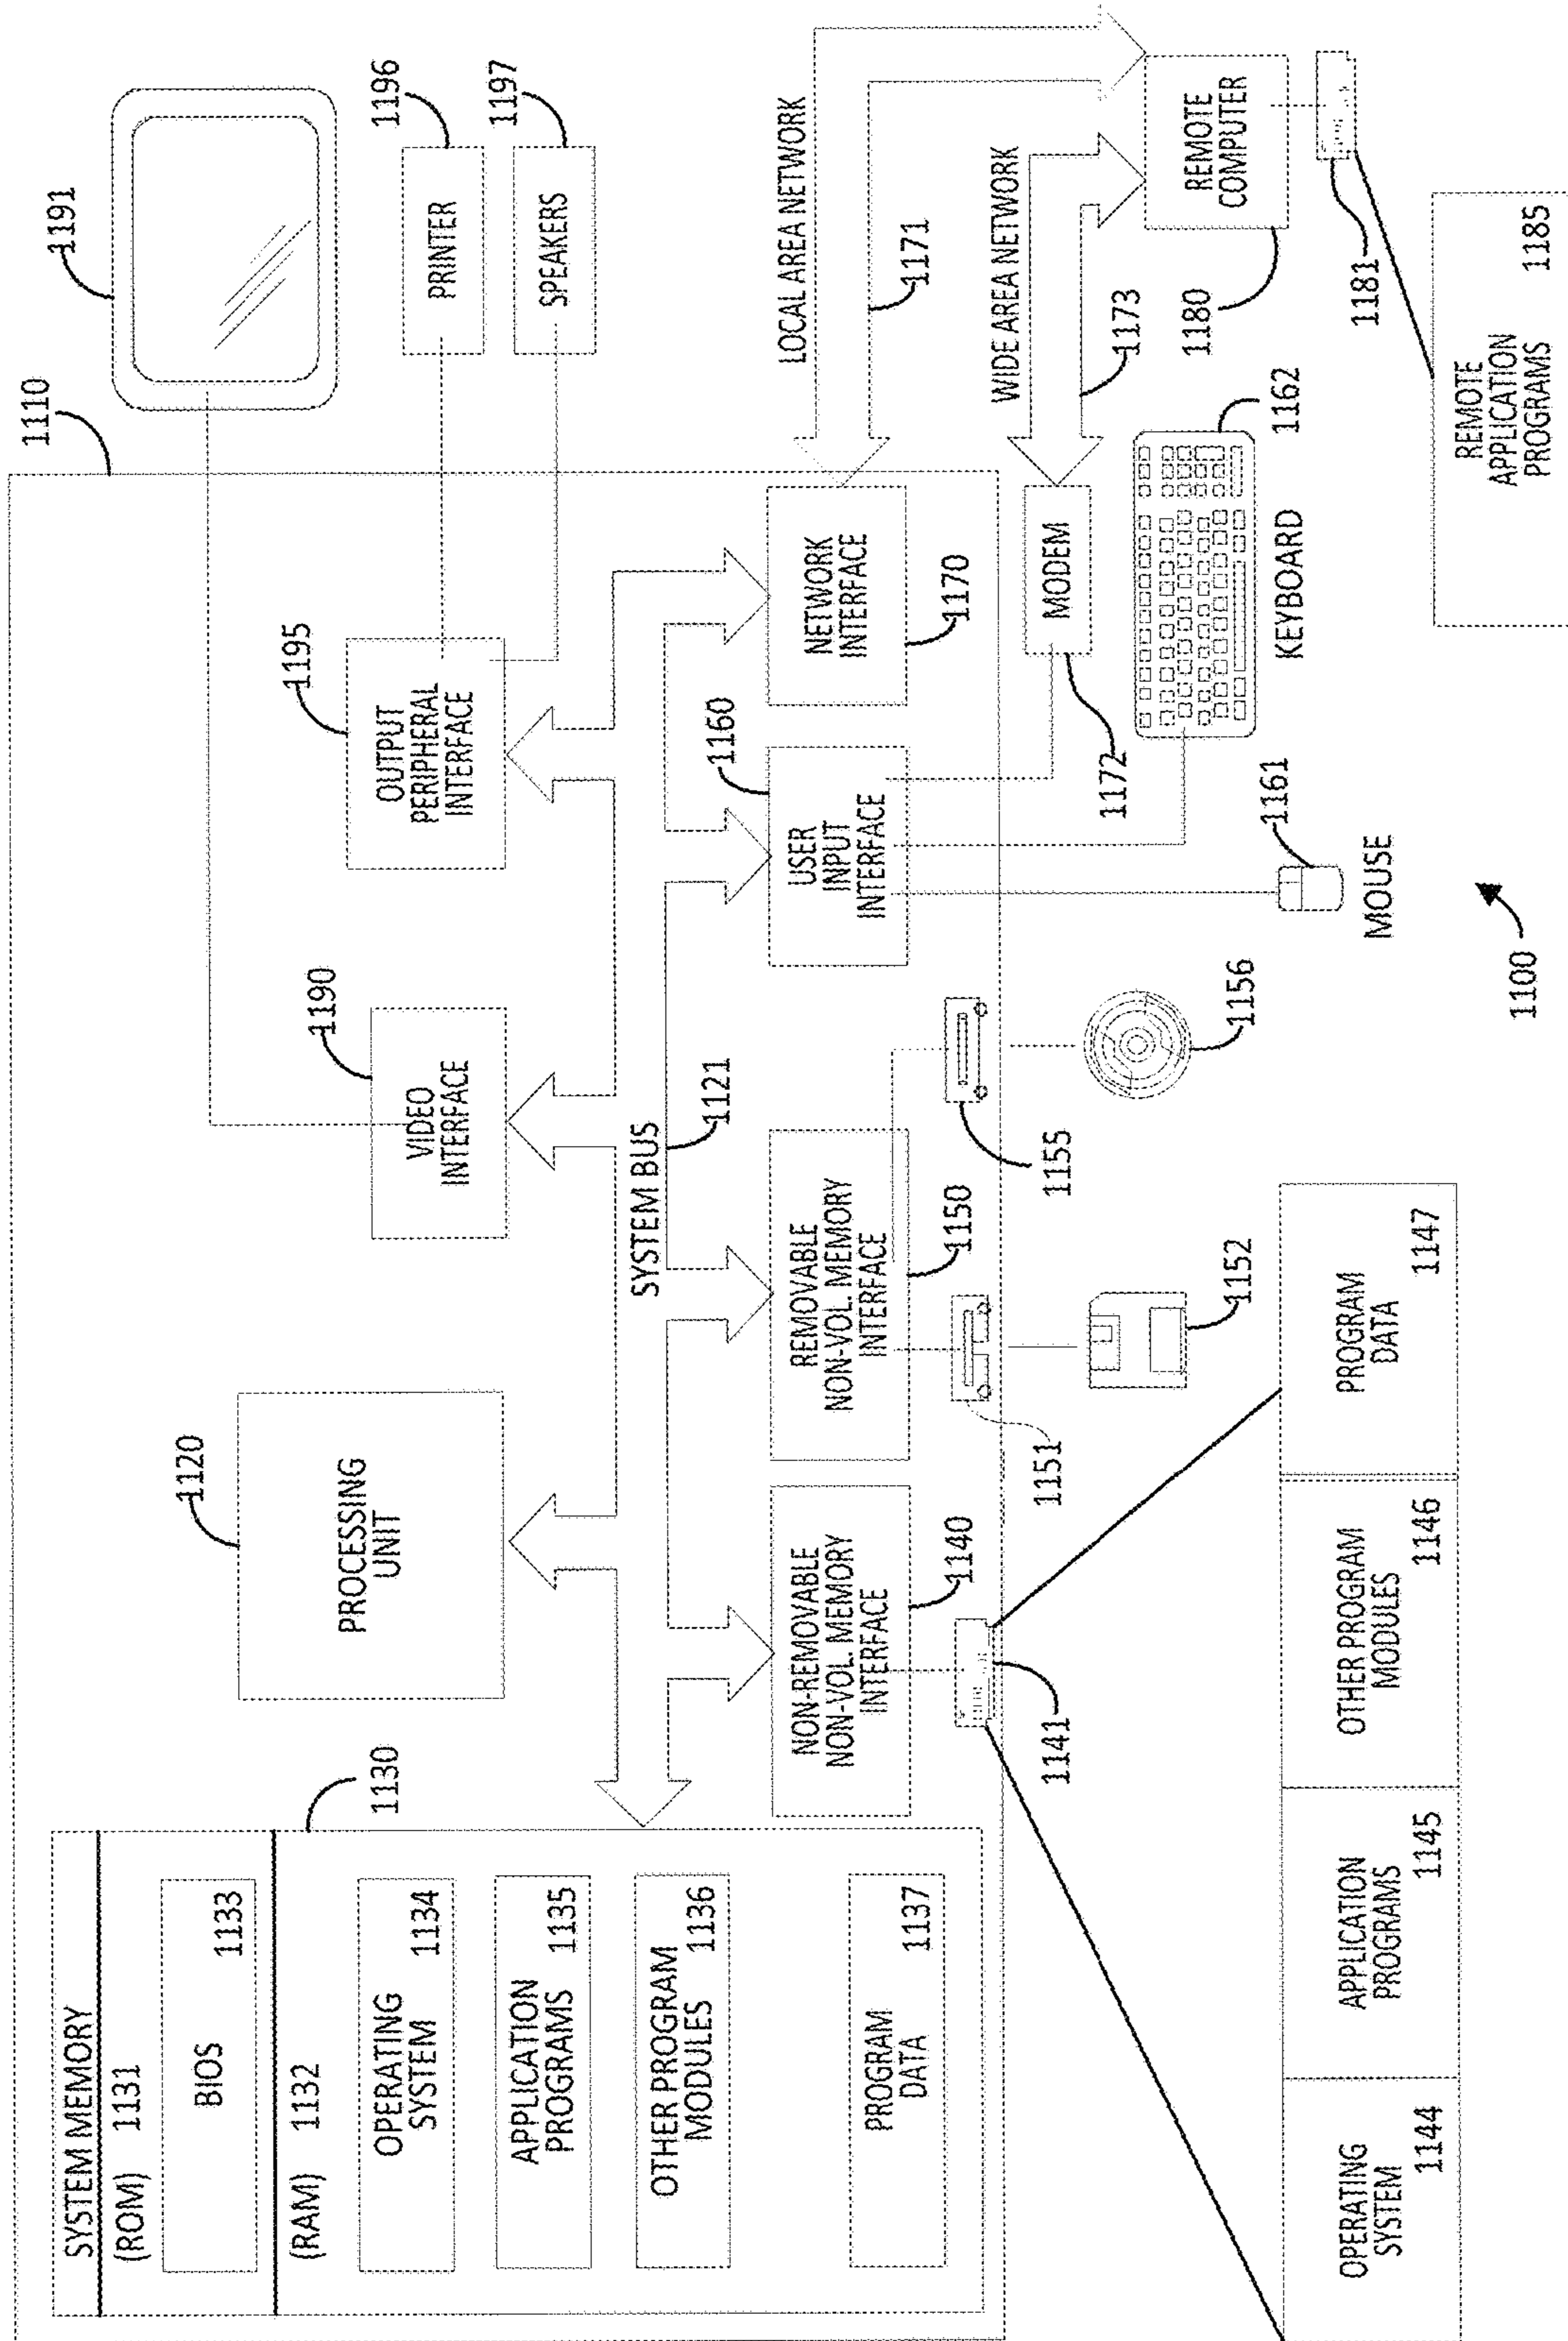 1110
1191
SYSTEM MEMORY
(ROM) 1131
BIOS
1133
(RAM) 1132
OPERATING
SYSTEM
1134
APPLICATION
PROGRAMS
1135
OTHER PROGRAM
MODULES
1136
PROGRAM
DATA
1137
1130
PROCESSING
UNIT
1120
VIDEO
INTERFACE
1190
OUTPUT
PERIPHERAL
INTERFACE
1195
PRINTER
1196
SPEAKERS
1197
SYSTEM BUS
1121
NON-REMOVABLE
NON-VOL. MEMORY
INTERFACE
1140
REMOVABLE
NON-VOL. MEMORY
INTERFACE
1150
USER
INPUT
INTERFACE
1160
NETWORK
INTERFACE
1170
LOCAL AREA NETWORK
1171
WIDE AREA NETWORK
1173
1141
1151
1155
1152
1156
MODEM
1172
REMOTE
COMPUTER
1180
1181
MOUSE
1161
KEYBOARD
1162
OPERATING
SYSTEM
1144
APPLICATION
PROGRAMS
1145
OTHER PROGRAM
MODULES
1146
PROGRAM
DATA
1147
REMOTE
APPLICATION
PROGRAMS
1185
1100